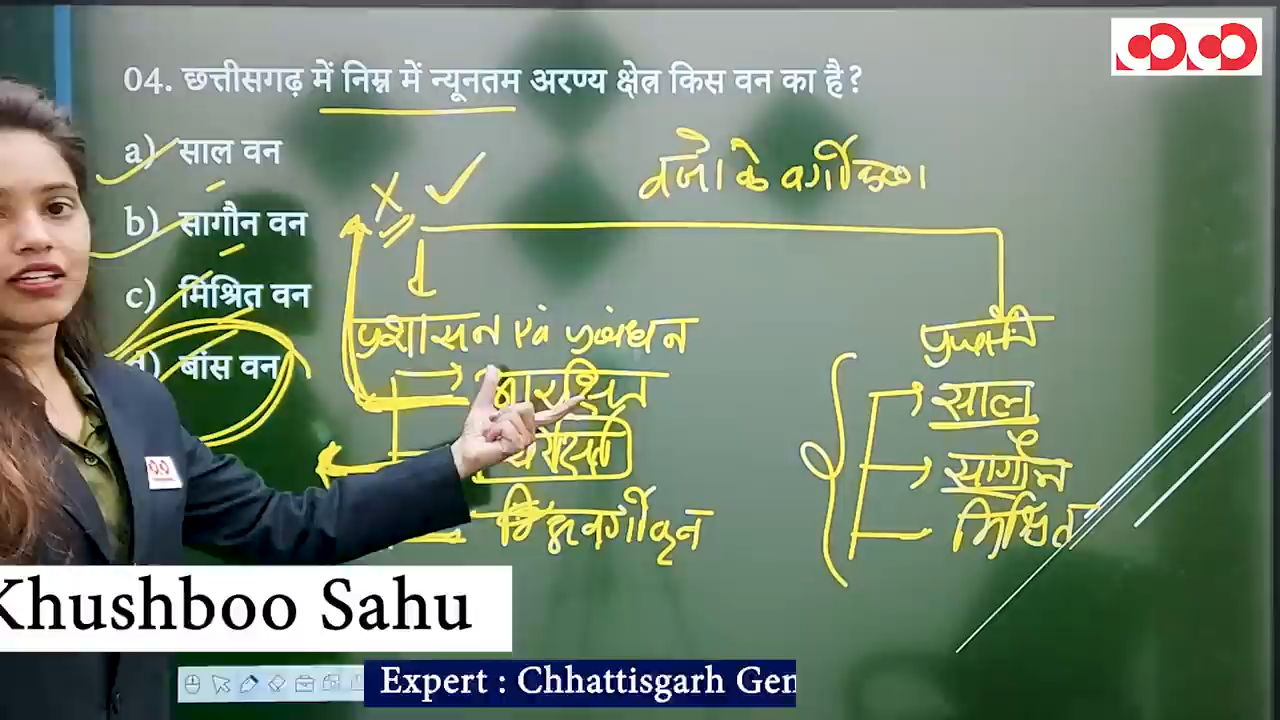 04. छत्तीसगढ़ में निम्न में न्यूनतम अरण्य क्षेत्र किस वन का है?
a) साल वन
b) सागौन वन
c) मिश्रित वन
d) बांस वन
वनों के वर्गीकरण
प्रशासन एवं प्रबंधन
आरक्षित
अवर्गीकृत
प्रजाति
साल
सागौन
मिश्रित
Khushboo Sahu
Expert : Chhattisgarh Gen